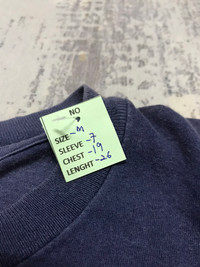 NO
SIZE -M
SLEEVE -7
CHEST -19
LENGHT -26